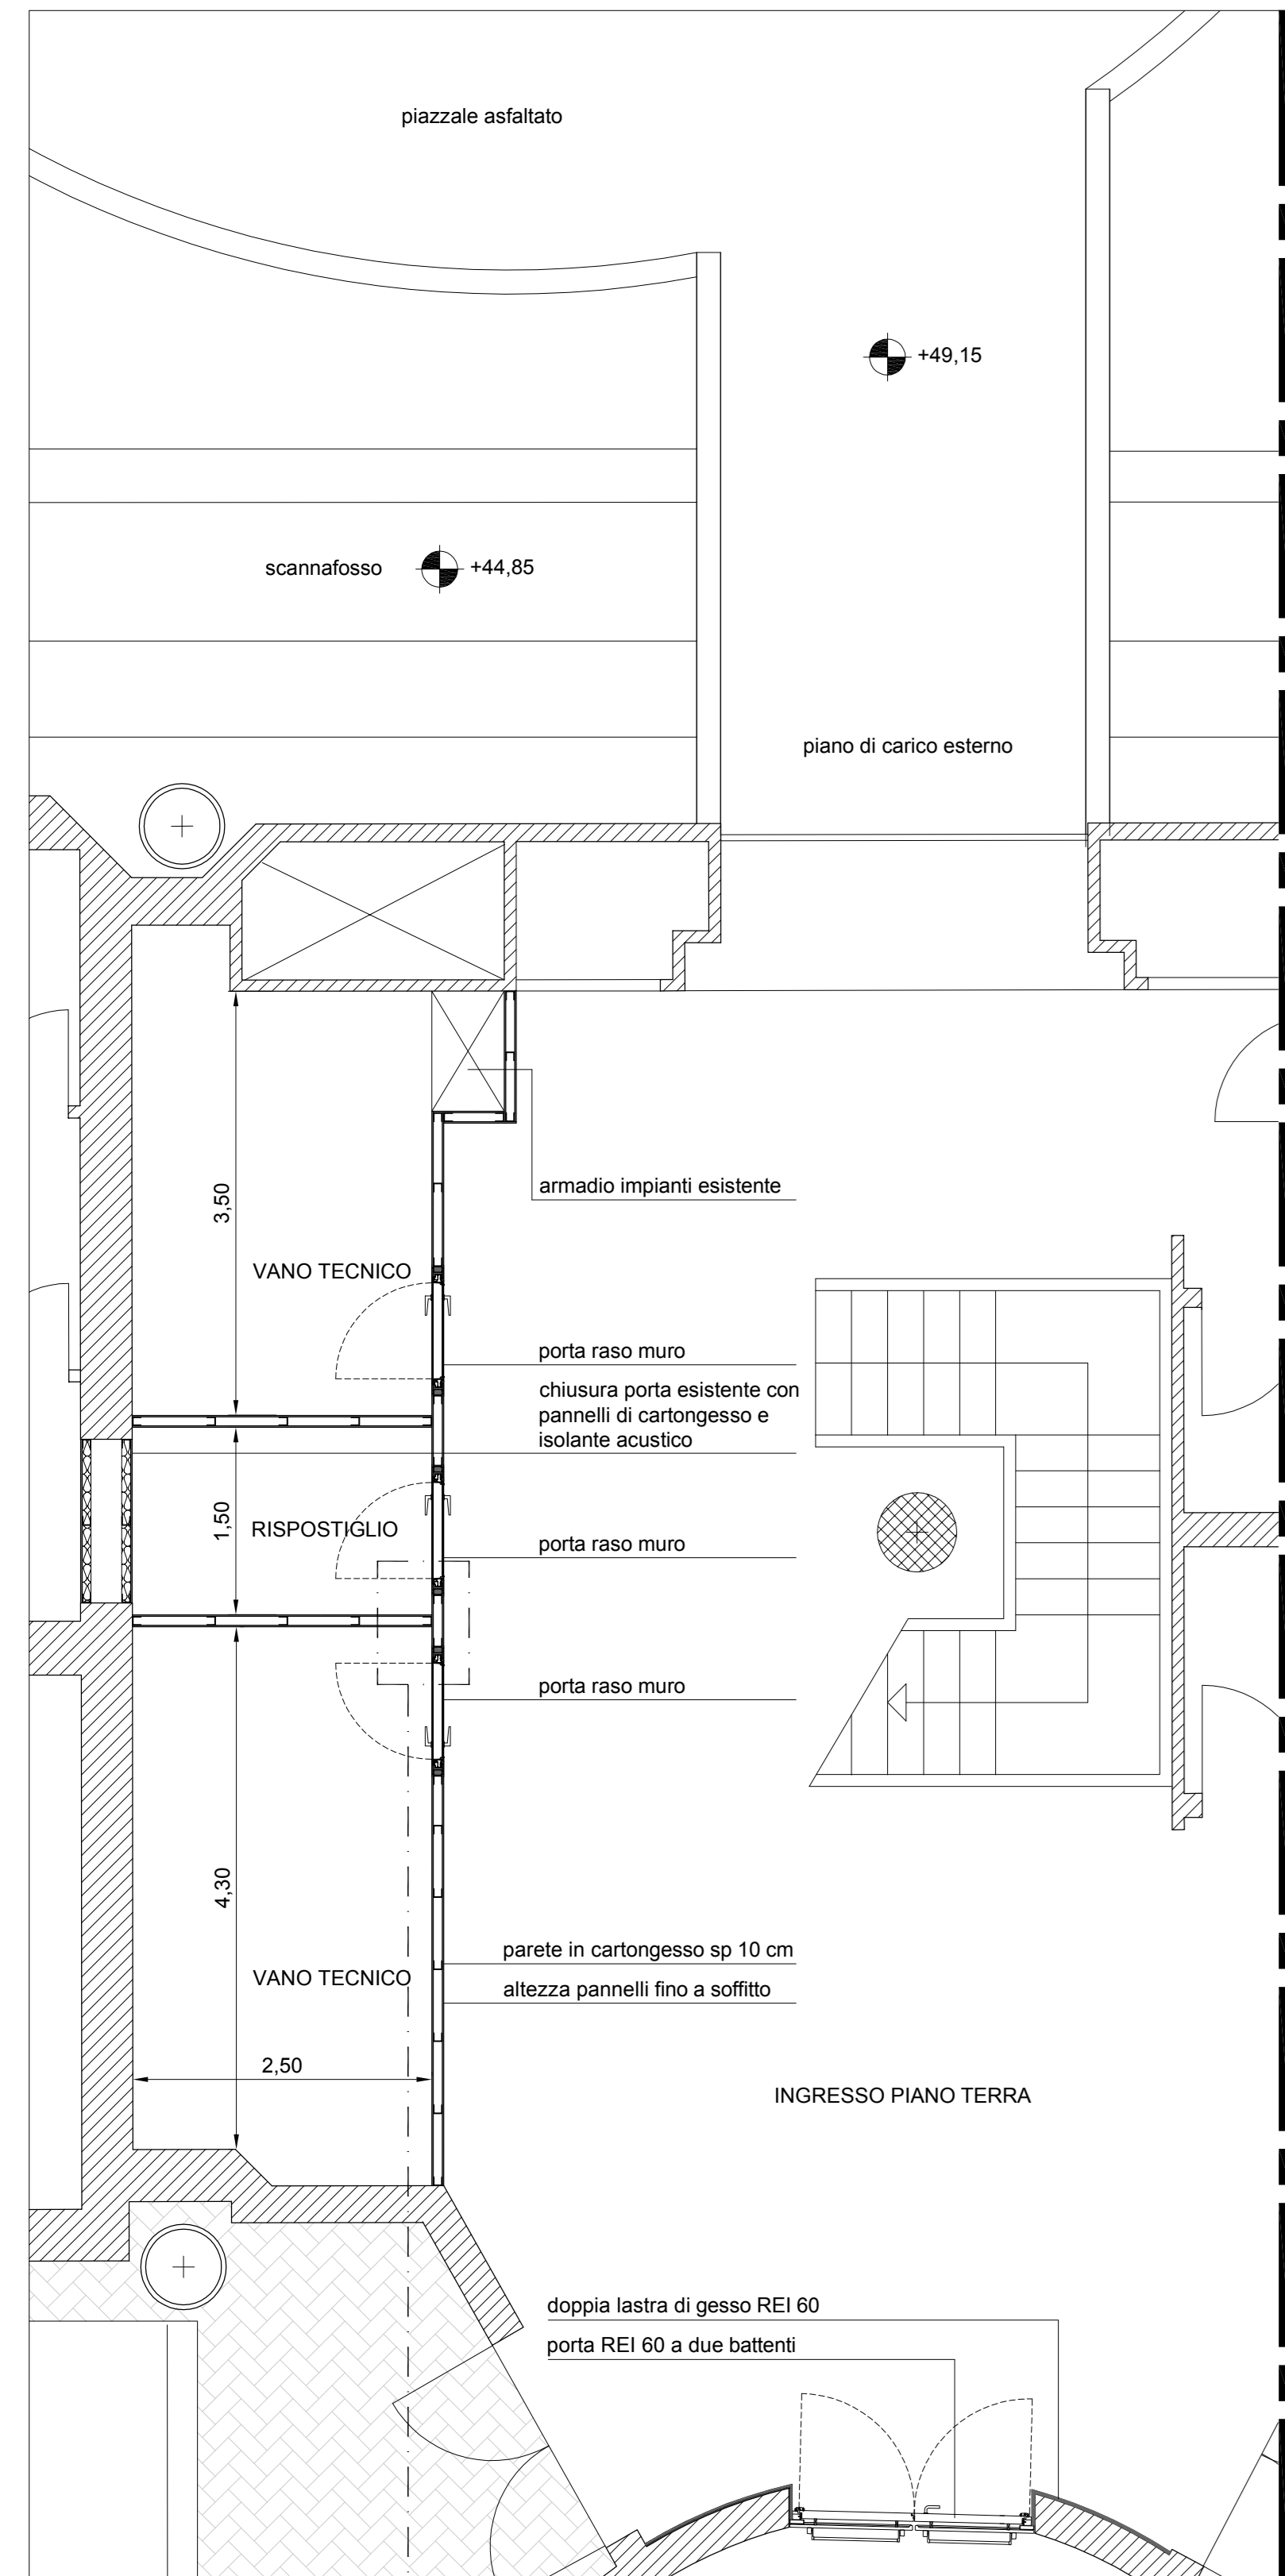 piazzale asfaltato
+49,15
scannafosso
+44,85
piano di carico esterno
armadio impianti esistente
3,50
VANO TECNICO
porta raso muro
chiusura porta esistente con
pannelli di cartongesso e
isolante acustico
1,50
RISPOSTIGLIO
porta raso muro
porta raso muro
4,30
parete in cartongesso sp 10 cm
VANO TECNICO
altezza pannelli fino a soffitto
2,50
INGRESSO PIANO TERRA
doppia lastra di gesso REI 60
porta REI 60 a due battenti